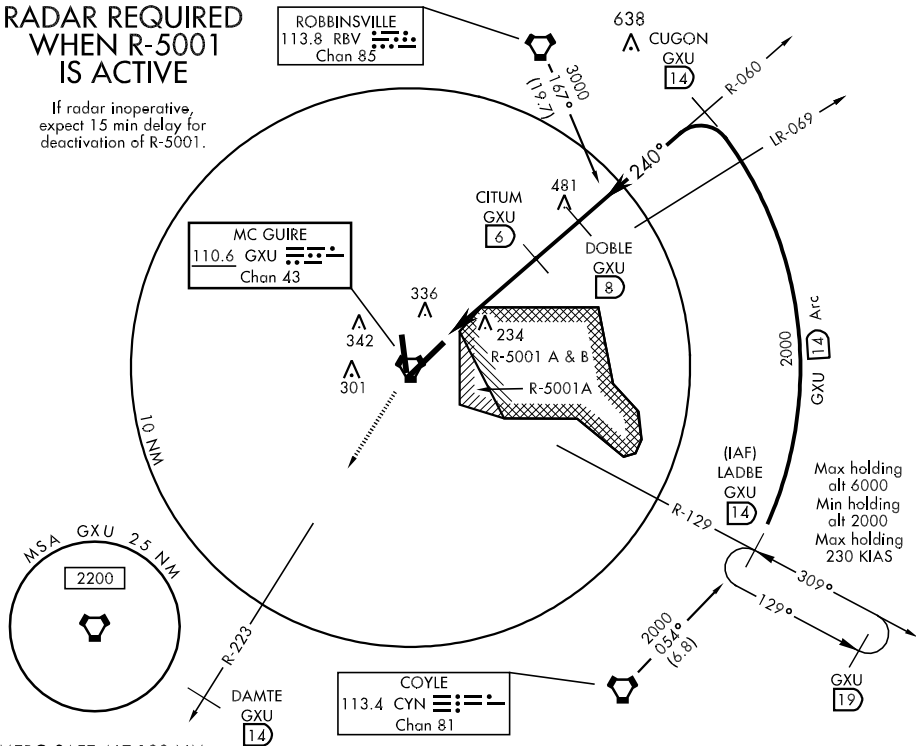 RADAR REQUIRED
WHEN R-5001
IS ACTIVE
If radar inoperative,
expect 15 min delay for
deactivation of R-5001.
ROBBINSVILLE
113.8 RBV
Chan 85
3000
167°
(19.7)
638
CUGON
GXU
14
R-060
LR-069
240°
481
CITUM
GXU
6
DOBLE
GXU
8
MC GUIRE
110.6 GXU
Chan 43
336
342
301
234
R-5001 A & B
R-5001A
2000
GXU 14 Arc
10 NM
(IAF)
LADBE
GXU
14
Max holding
alt 6000
Min holding
alt 2000
Max holding
230 KIAS
R-129
309°
129°
GXU
19
MSA GXU 25 NM
2200
R-223
DAMTE
GXU
14
COYLE
113.4 CYN
Chan 81
2000
054°
(6.8)